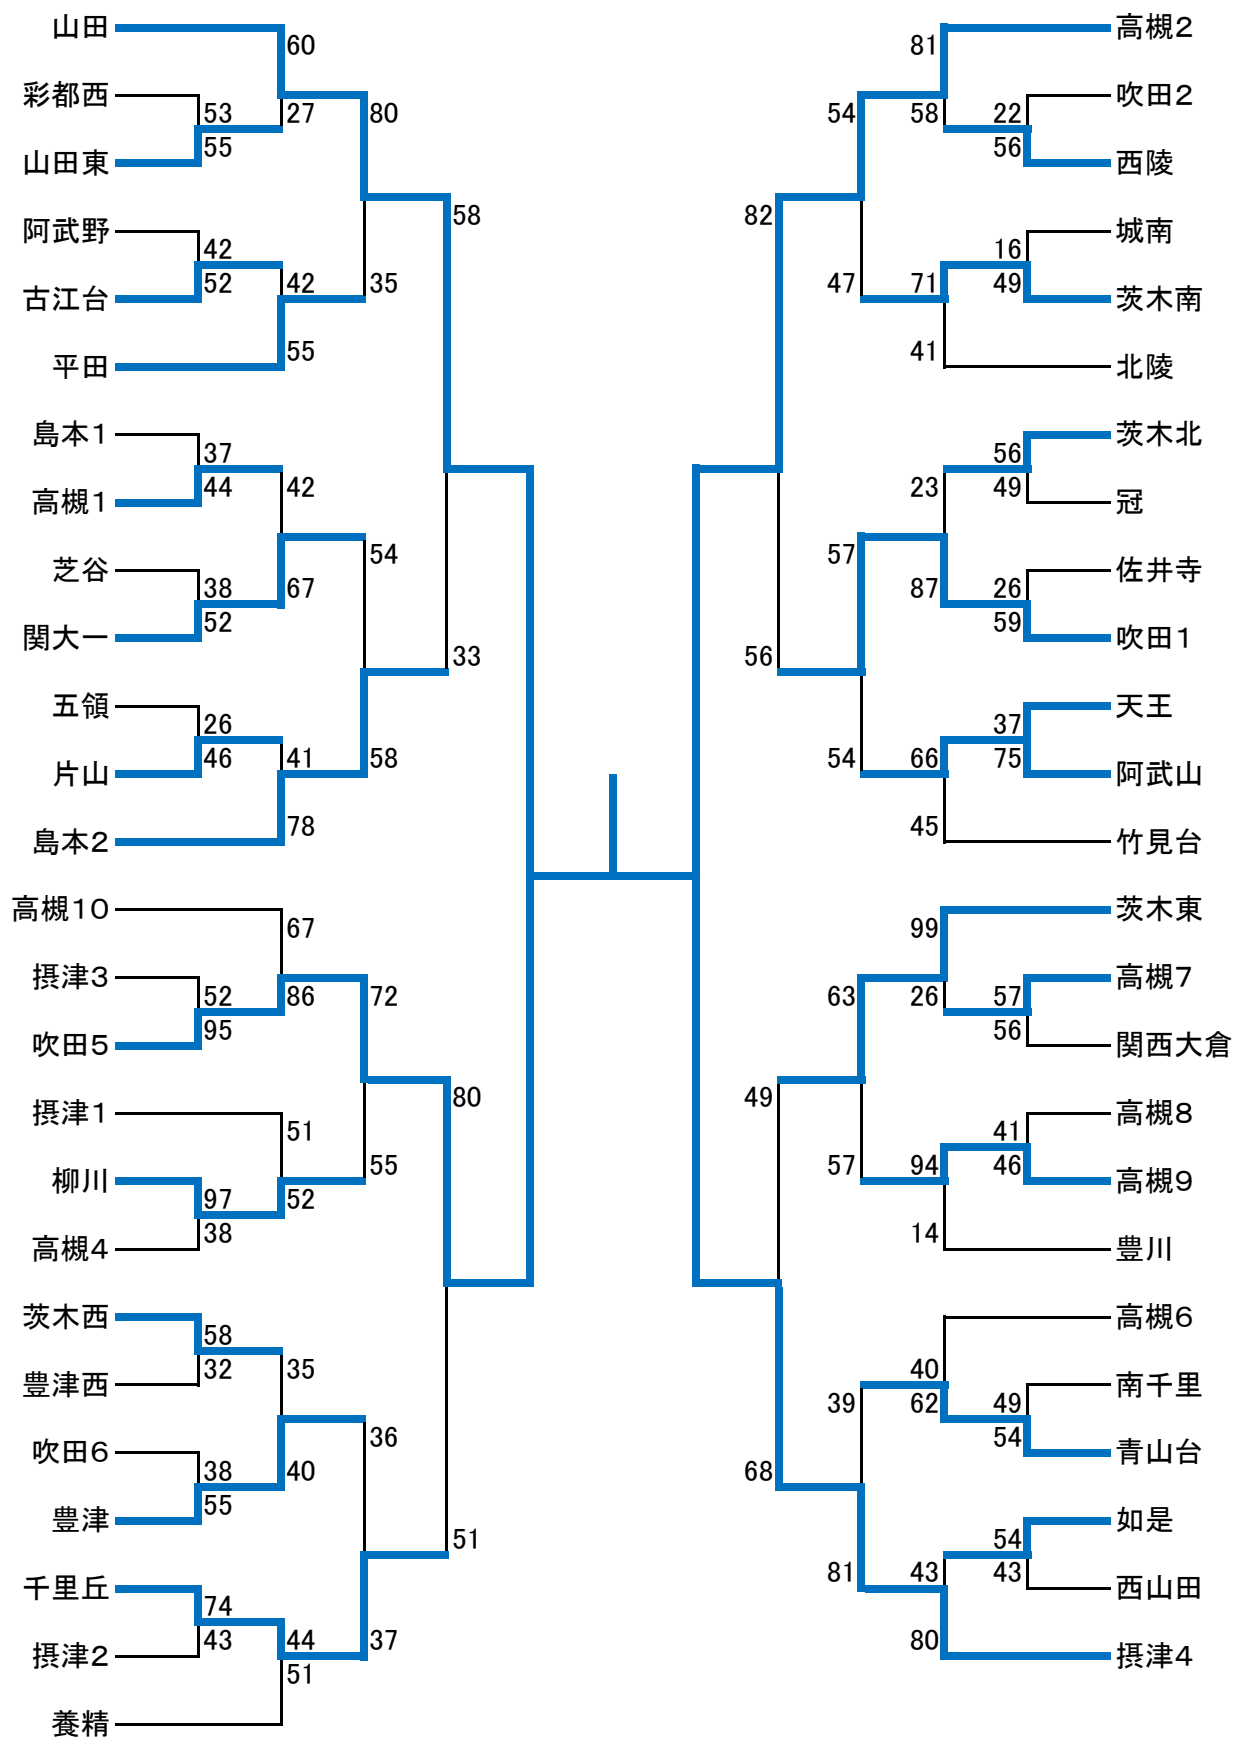 山田
60
彩都西
53
27
80
山田東
55
58
阿武野
42
古江台
52
42
35
平田
55
島本1
37
高槻1
44
42
54
芝谷
38
67
関大一
52
33
五領
26
片山
46
41
58
島本2
78
高槻10
67
摂津3
52
86
72
吹田5
95
80
摂津1
51
55
柳川
97
52
高槻4
38
茨木西
58
豊津西
32
35
36
吹田6
38
40
豊津
55
51
千里丘
74
摂津2
43
44
37
51
養精
高槻2
81
吹田2
54
58
22
西陵
56
82
城南
16
茨木南
47
71
49
北陵
41
茨木北
56
冠
23
49
佐井寺
57
87
26
吹田1
59
56
天王
37
阿武山
54
66
75
竹見台
45
茨木東
99
高槻7
63
26
57
関西大倉
56
49
高槻8
41
高槻9
57
94
46
豊川
14
高槻6
40
南千里
39
62
49
青山台
54
68
如是
54
西山田
81
43
43
摂津4
80